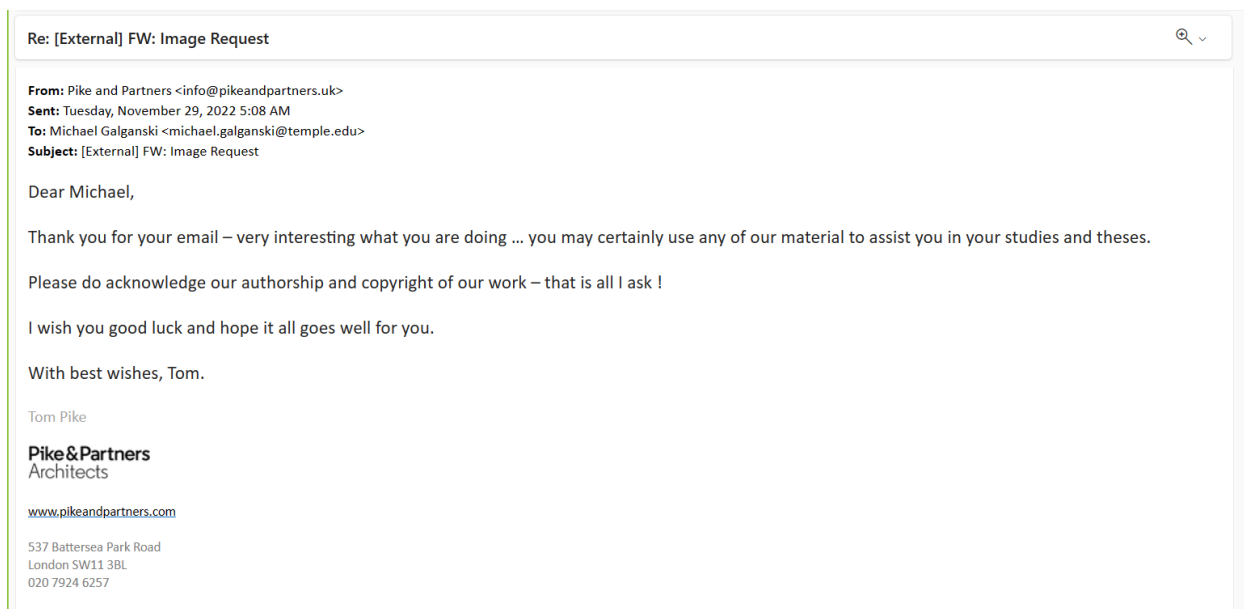 Re: [External] FW: Image Request
From: Pike and Partners <info@pikeandpartners.uk>
Sent: Tuesday, November 29, 2022 5:08 AM
To: Michael Galganski <michael.galganski@temple.edu>
Subject: [External] FW: Image Request
Dear Michael,
Thank you for your email – very interesting what you are doing ... you may certainly use any of our material to assist you in your studies and theses.
Please do acknowledge our authorship and copyright of our work – that is all I ask !
I wish you good luck and hope it all goes well for you.
With best wishes, Tom.
Tom Pike
Pike&Partners
Architects
www.pikeandpartners.com
537 Battersea Park Road
London SW11 3BL
020 7924 6257